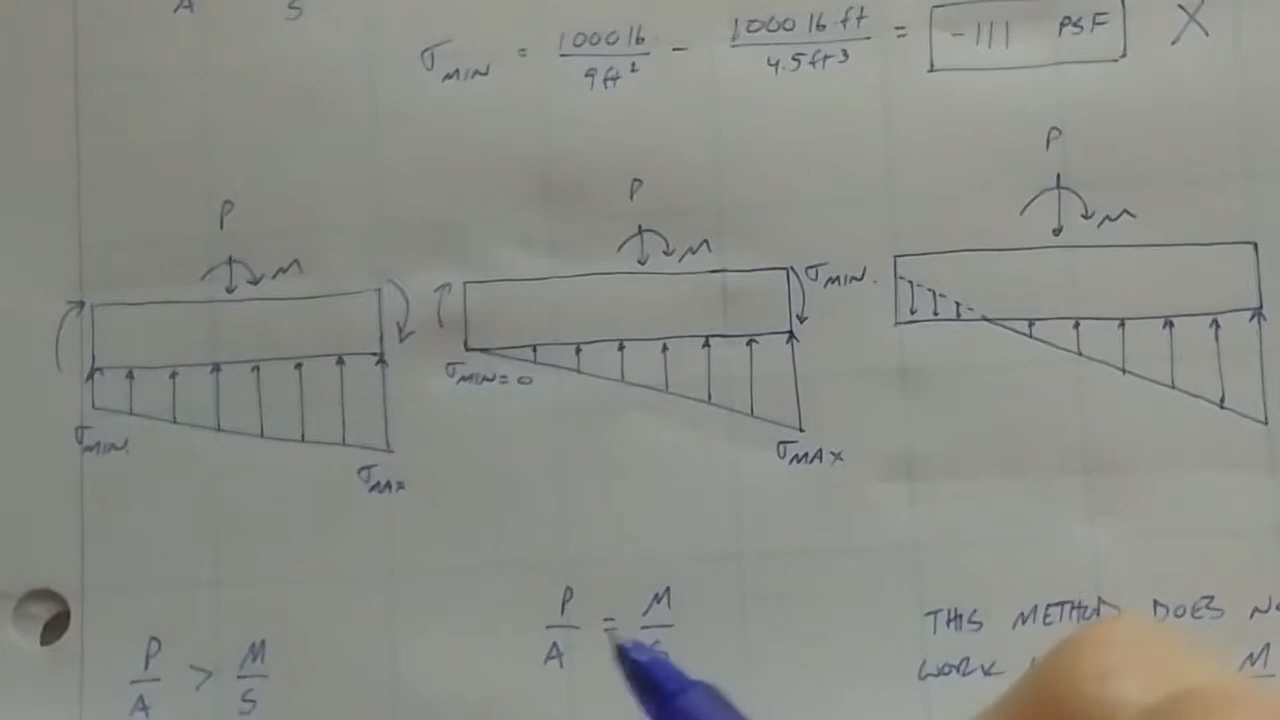 A S
σMIN = 1000 lb / 9 ft² - 1000 lb ft / 4.5 ft³ = -111 PSF X
P
M
σMIN.
σMAX
P
M
σMIN.
σMIN = 0
σMAX
P
M
P/A > M/S
P/A = M/S
THIS METHOD DOES
WORK M